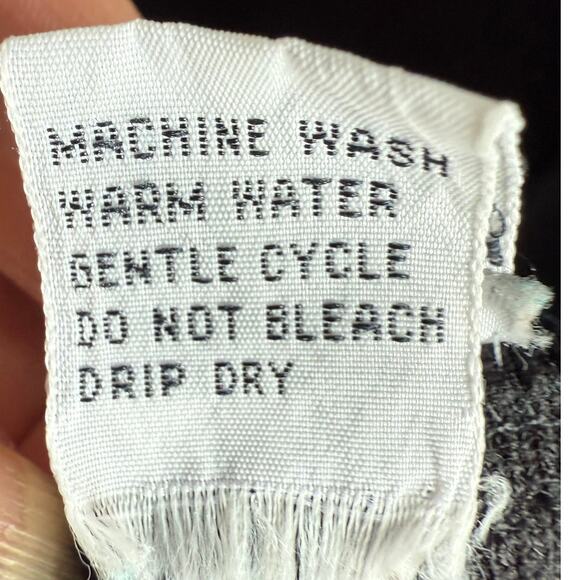 MACHINE WASH
WARM WATER
GENTLE CYCLE
DO NOT BLEACH
DRIP DRY